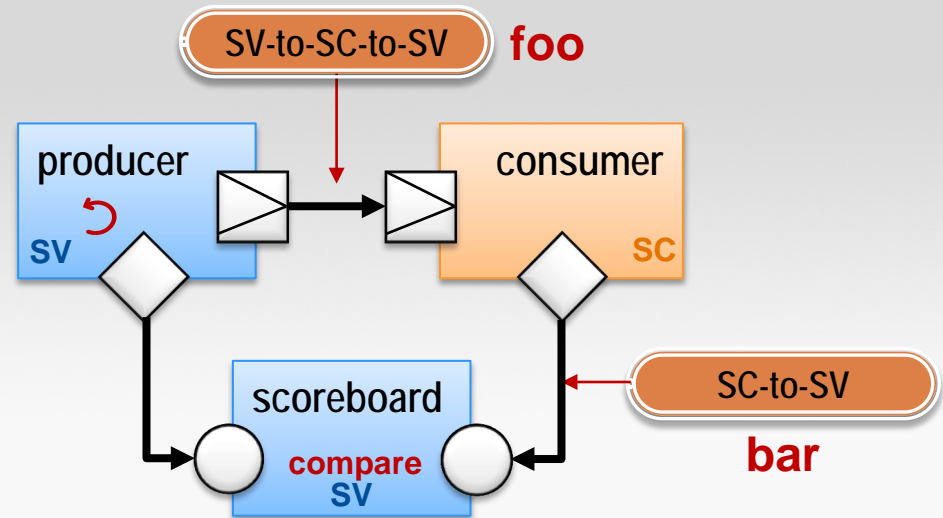 SV-to-SC-to-SV
foo
producer
SV
consumer
SC
scoreboard
compare
SV
SC-to-SV
bar